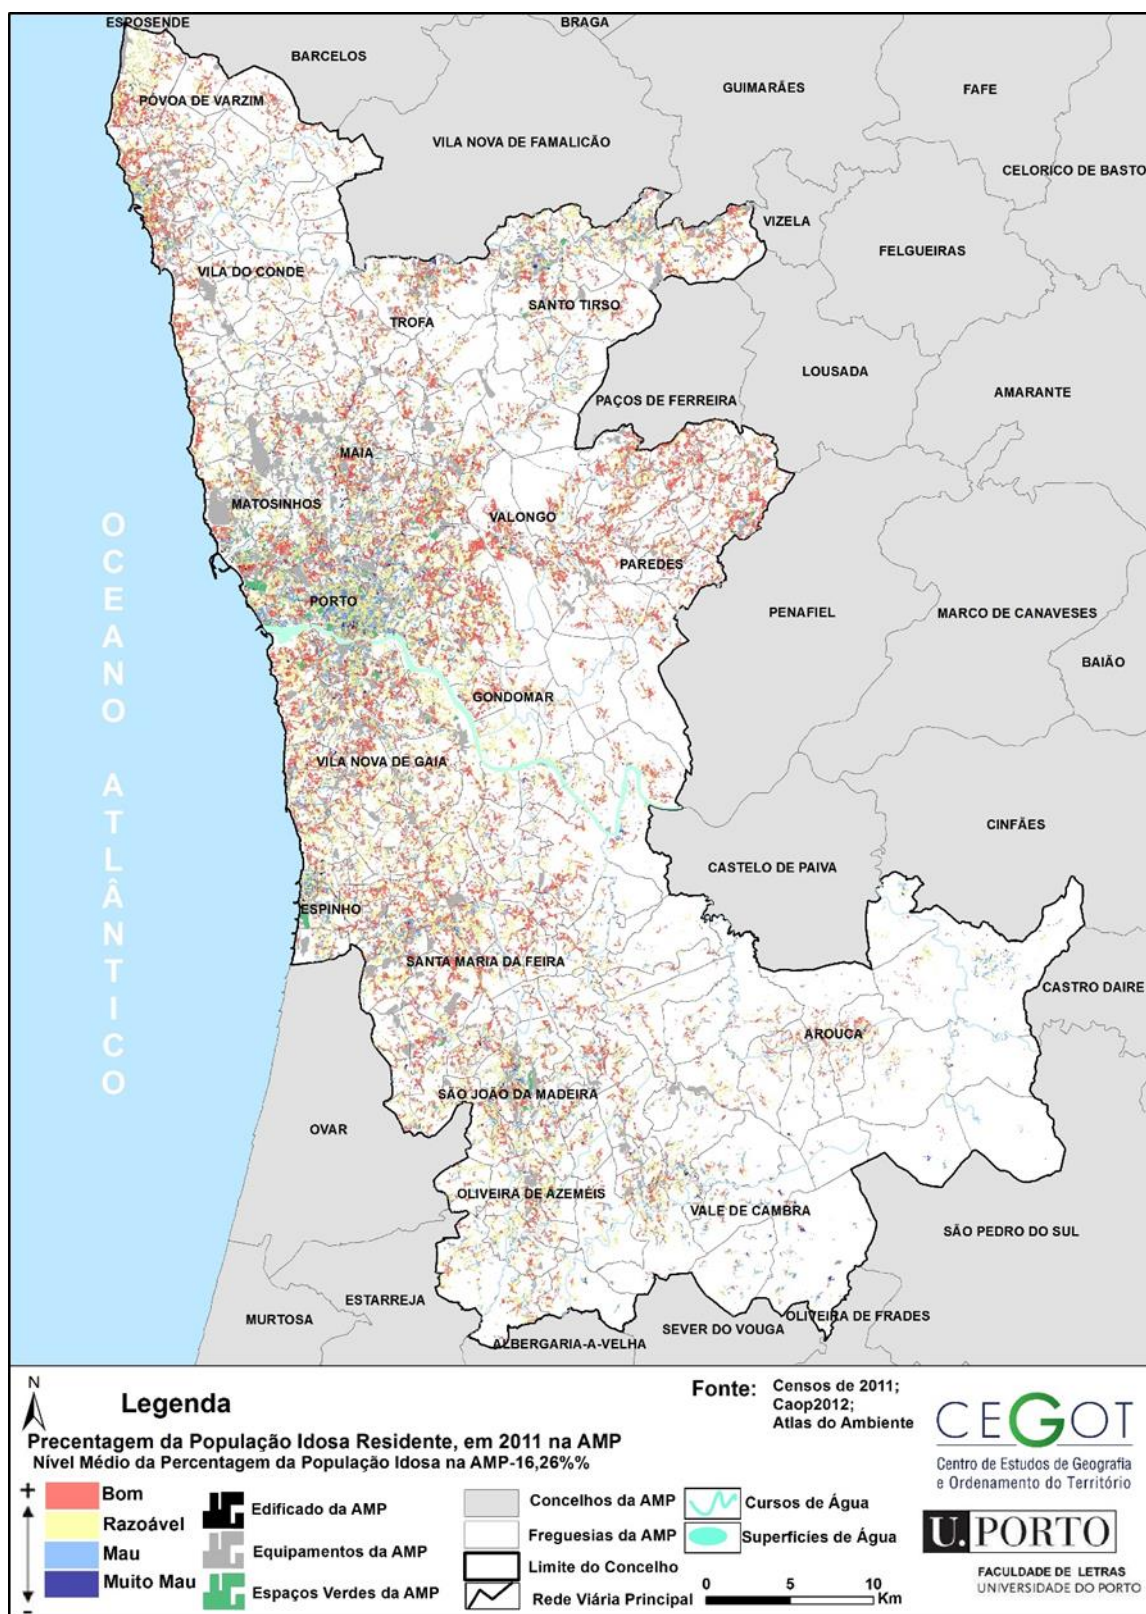 ESPOSENDE
BRAGA
BARCELOS
GUIMARÃES
FAFE
PÓVOA DE VARZIM
VILA NOVA DE FAMALICÃO
CELORICO DE BASTO
VIZELA
FELGUEIRAS
VILA DO CONDE
SANTO TIRSO
TROFA
LOUSADA
PAÇOS DE FERREIRA
AMARANTE
MAIA
MATOSINHOS
VALONGO
PAREDES
PORTO
PENAFIEL
MARCO DE CANAVESES
BAIÃO
GONDOMAR
VILA NOVA DE GAIA
OCEANO ATLÂNTICO
CINFÃES
CASTELO DE PAIVA
ESPINHO
SANTA MARIA DA FEIRA
CASTRO DAIRE
AROUCA
SÃO JOÃO DA MADEIRA
OVAR
OLIVEIRA DE AZEMÉIS
VALE DE CAMBRA
SÃO PEDRO DO SUL
ESTARREJA
MURTOSA
OLIVEIRA DE FRADES
SEVER DO VOUGA
ALBERGARIA-A-VELHA
N
Legenda
Precentagem da População Idosa Residente, em 2011 na AMP
Nível Médio da Percentagem da População Idosa na AMP-16,26%%
+
Bom
Razoável
Mau
Muito Mau
-
Edificado da AMP
Equipamentos da AMP
Espaços Verdes da AMP
Concelhos da AMP
Freguesias da AMP
Limite do Concelho
Rede Viária Principal
Cursos de Água
Superfícies de Água
0 5 10
Km
Fonte: Censos de 2011;
Caop2012;
Atlas do Ambiente
CEGOT
Centro de Estudos de Geografia
e Ordenamento do Território
U.PORTO
FACULDADE DE LETRAS
UNIVERSIDADE DO PORTO